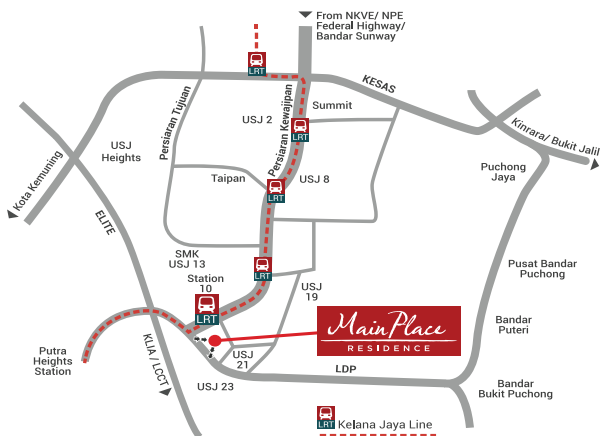 From NKVE/ NPE
Federal Highway/
Bandar Sunway
LRT
KESAS
Persiaran Tujuan
Persiaran Kewajipan
USJ 2
Summit
LRT
Kinrara/ Bukit Jalil
USJ
Heights
Taipan
USJ 8
LRT
Puchong
Jaya
Kota Kemuning
ELITE
SMK
USJ 13
Station
10
LRT
LRT
USJ
19
Pusat Bandar
Puchong
MainPlace
RESIDENCE
Bandar
Puteri
KLIA / LCCT
Putra
Heights
Station
USJ
21
USJ 23
LDP
Bandar
Bukit Puchong
LRT
Kelana Jaya Line